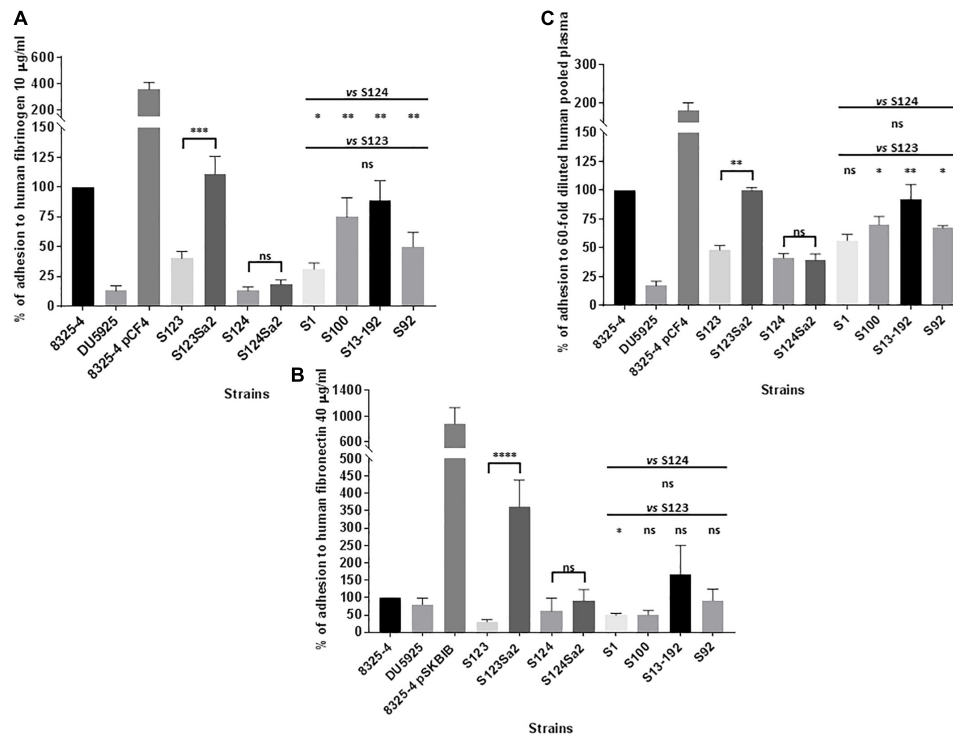 A
% of adhesion to human fibrinogen 10 µg/ml
600
400
200
150
125
100
75
50
25
0
***
ns
vs S124
* ** ** **
vs S123
ns
8325-4
DU5925
8325-4 pCF4
S123
S123Sa2
S124
S124Sa2
S1
S100
S13-192
S92
Strains
C
% of adhesion to 60-fold diluted human pooled plasma
300
200
150
100
75
50
25
0
**
ns
vs S124
ns
vs S123
ns * ** *
8325-4
DU5925
8325-4 pCF4
S123
S123Sa2
S124
S124Sa2
S1
S100
S13-192
S92
Strains
B
% of adhesion to human fibronectin 40 µg/ml
1400
1000
800
600
500
450
400
350
300
250
200
150
100
50
0
****
ns
vs S124
ns
vs S123
* ns ns ns
8325-4
DU5925
8325-4 pSKBIB
S123
S123Sa2
S124
S124Sa2
S1
S100
S13-192
S92
Strains